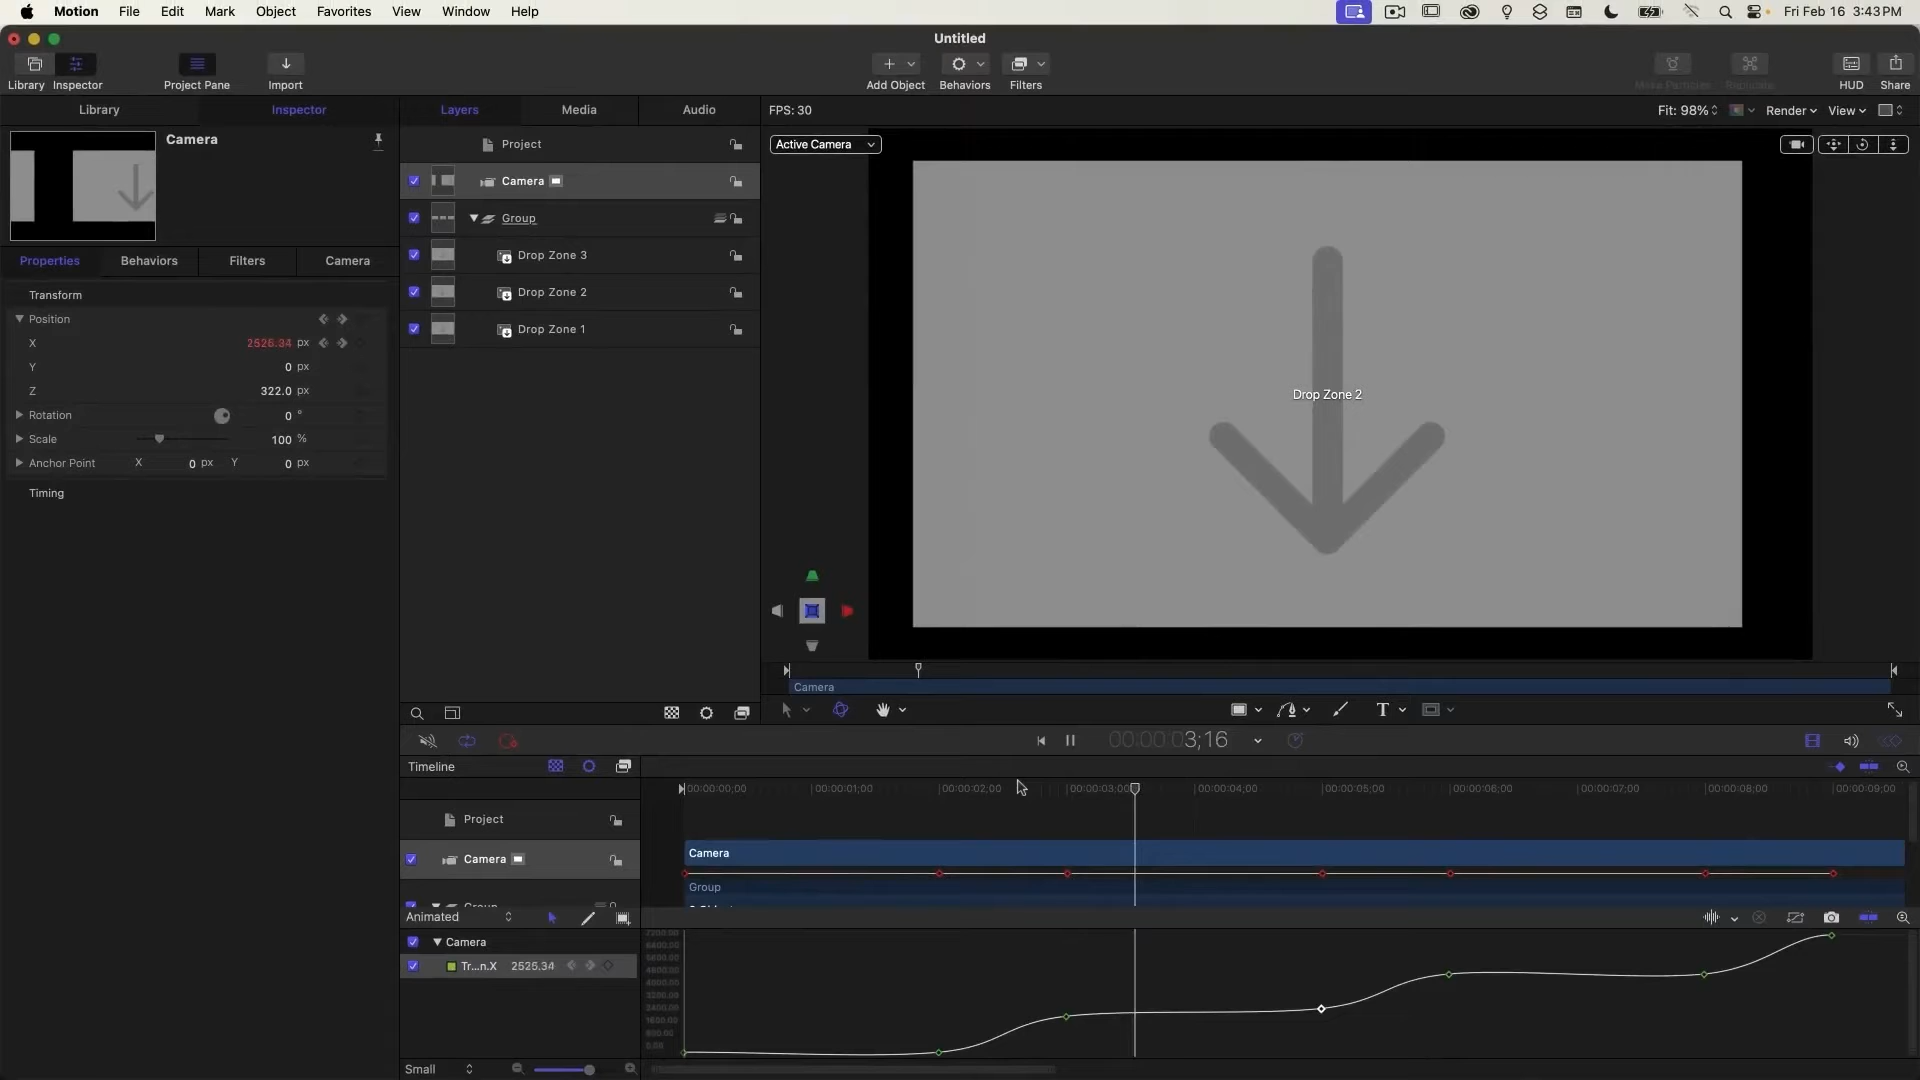 Motion File Edit Mark Object Favorites View Window Help Fri Feb 16 3:43 PM
Untitled
Library Inspector Project Pane Import Add Object Behaviors Filters HUD Share
Library Inspector Layers Media Audio FPS: 30 Fit: 98% Render View
Camera
Project
Active Camera
Camera
Group
Properties Behaviors Filters Camera
Drop Zone 3
Drop Zone 2
Drop Zone 1
Transform
Position
X 2525.34 px
Y 0 px
Z 322.0 px
Rotation 0 °
Scale 100 %
Anchor Point X 0 px Y 0 px
Timing
Drop Zone 2
Camera
T
00:00:03;16
Timeline
00:00:00;00 00:00:01;00 00:00:02;00 00:00:03;00 00:00:04;00 00:00:05;00 00:00:06;00 00:00:07;00 00:00:08;00 00:00:09;00
Project
Camera
Camera
Group
Animated
Camera
Tr...n.X 2525.34
7200.00
6400.00
5600.00
4800.00
4000.00
3200.00
2400.00
1600.00
800.00
0.00
Small